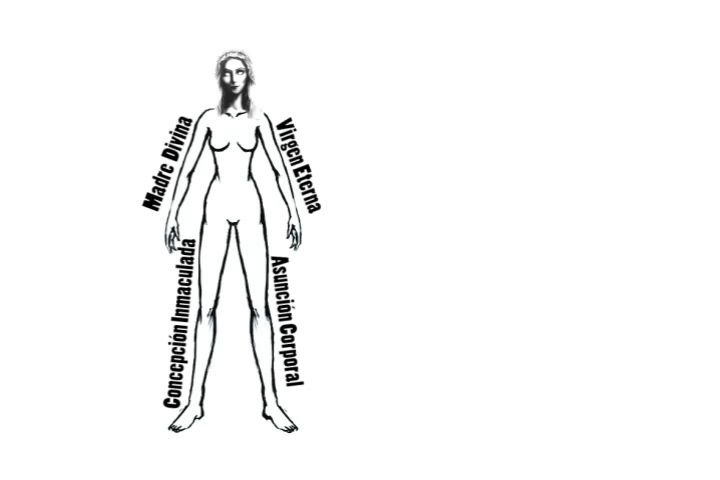 Madre Divina
Virgen Eterna
Concepción Inmaculada
Asunción Corporal